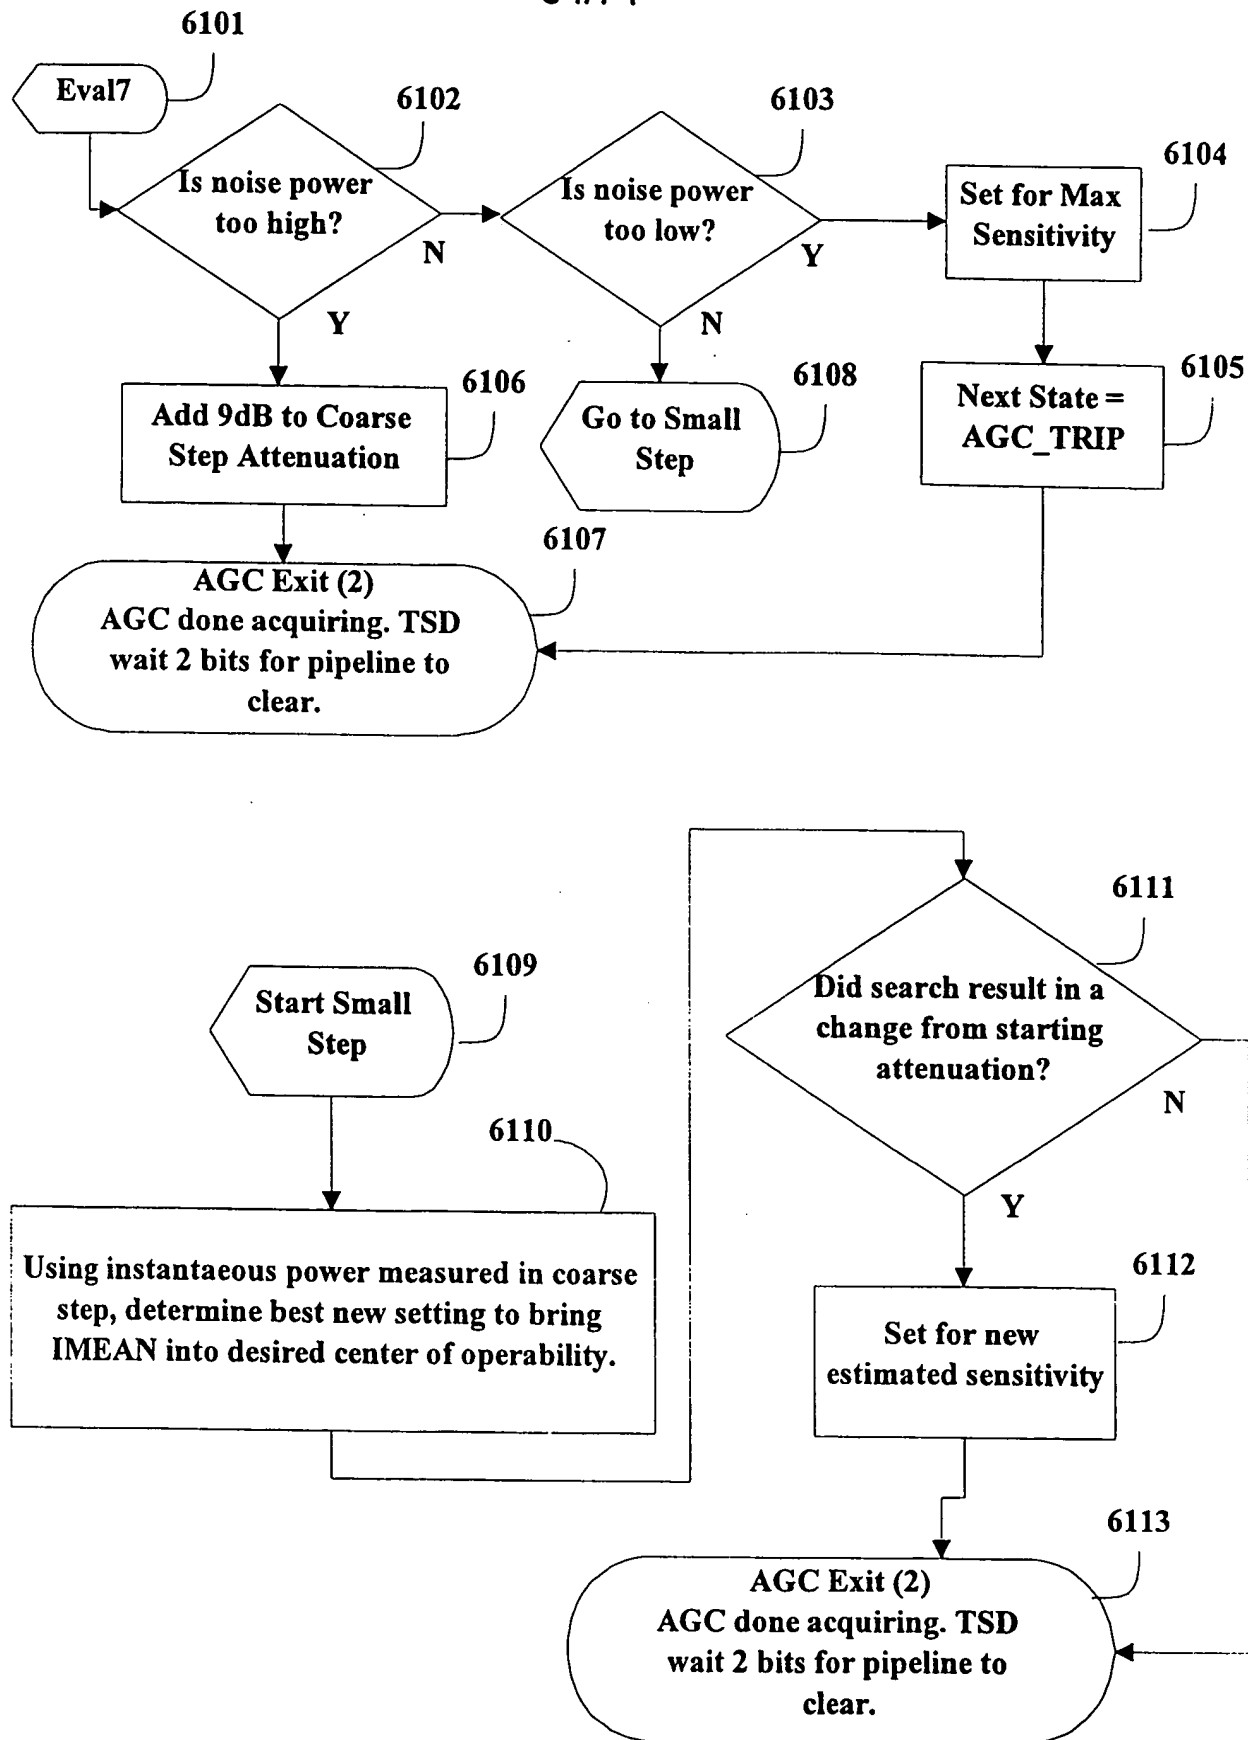 6101
Eval7
6102
Is noise power
too high?
N
Y
6103
Is noise power
too low?
Y
N
6104
Set for Max
Sensitivity
6105
Next State =
AGC_TRIP
6106
Add 9dB to Coarse
Step Attenuation
6108
Go to Small
Step
6107
AGC Exit (2)
AGC done acquiring. TSD
wait 2 bits for pipeline to
clear.
6109
Start Small
Step
6110
Using instantaeous power measured in coarse
step, determine best new setting to bring
IMEAN into desired center of operability.
6111
Did search result in a
change from starting
attenuation?
N
Y
6112
Set for new
estimated sensitivity
6113
AGC Exit (2)
AGC done acquiring. TSD
wait 2 bits for pipeline to
clear.